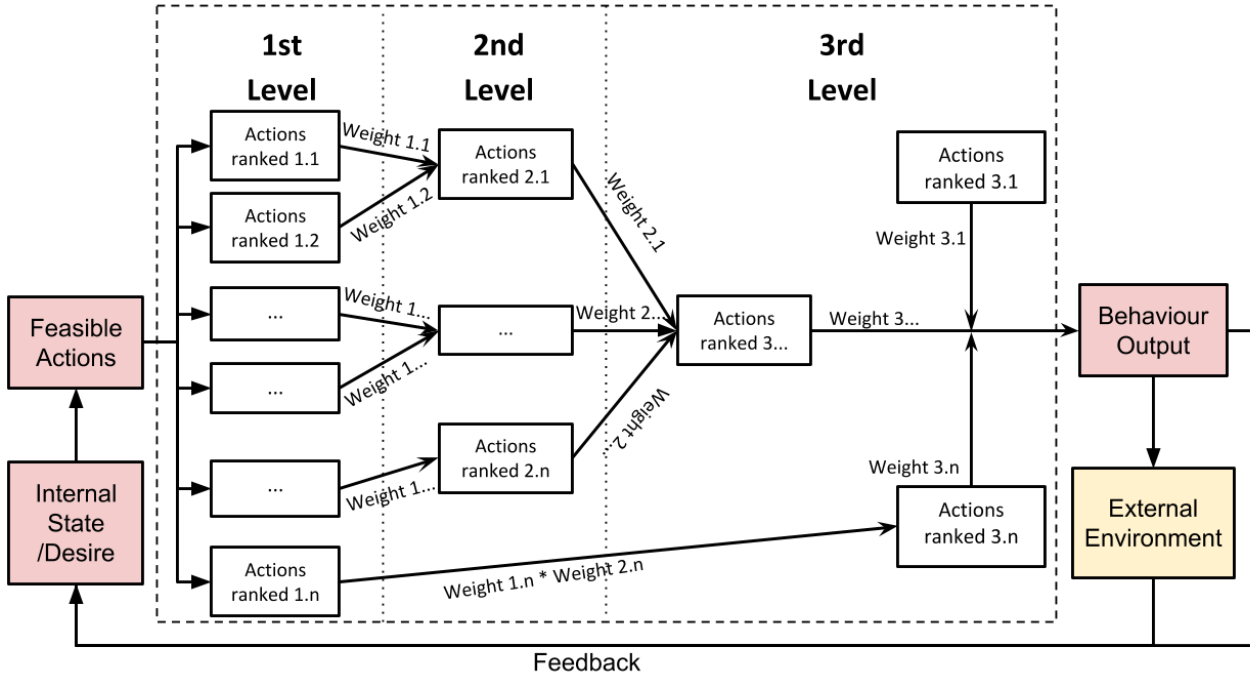 1st
Level
2nd
Level
3rd
Level
Actions
ranked 1.1
Weight 1.1
Actions
ranked 1.2
Weight 1.2
...
Weight 1...
...
Weight 1...
...
Weight 1...
Actions
ranked 1.n
Weight 1.n * Weight 2.n
Actions
ranked 2.1
Weight 2.1
...
Weight 2...
Actions
ranked 2.n
Weight 2...
Actions
ranked 3.1
Weight 3.1
Actions
ranked 3...
Weight 3...
Weight 3.n
Actions
ranked 3.n
Feasible
Actions
Internal
State
/Desire
Behaviour
Output
External
Environment
Feedback